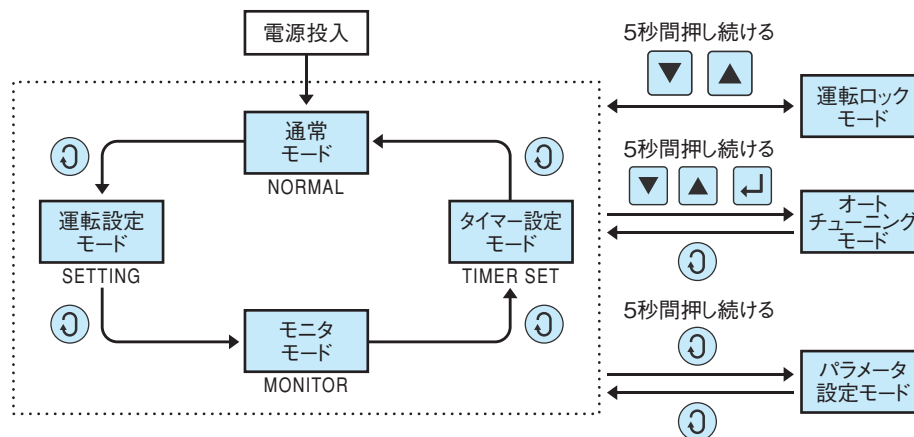 電源投入
通常
モード
NORMAL
運転設定
モード
SETTING
タイマー設定
モード
TIMER SET
モニタ
モード
MONITOR
5秒間押し続ける
運転ロック
モード
5秒間押し続ける
オート
チューニング
モード
5秒間押し続ける
パラメータ
設定モード